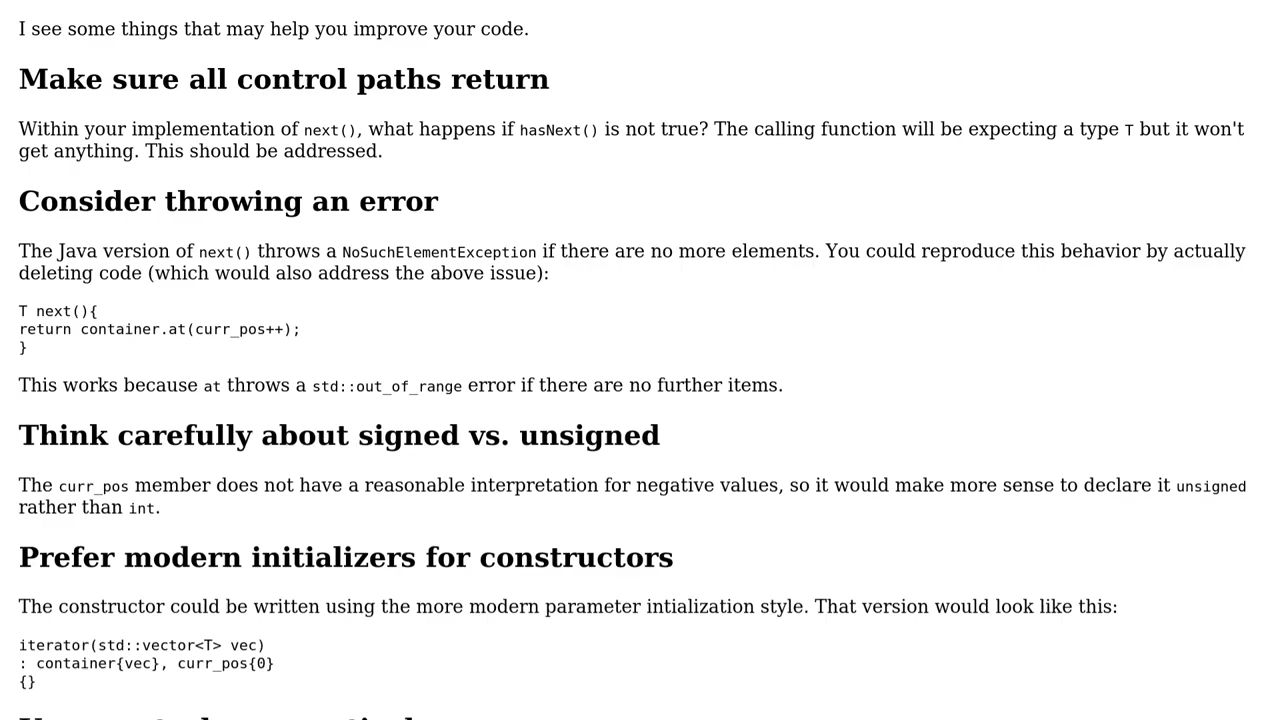 I see some things that may help you improve your code.
Make sure all control paths return
Within your implementation of next(), what happens if hasNext() is not true? The calling function will be expecting a type T but it won't
get anything. This should be addressed.
Consider throwing an error
The Java version of next() throws a NoSuchElementException if there are no more elements. You could reproduce this behavior by actually
deleting code (which would also address the above issue):
T next(){
return container.at(curr_pos++);
}
This works because at throws a std::out_of_range error if there are no further items.
Think carefully about signed vs. unsigned
The curr_pos member does not have a reasonable interpretation for negative values, so it would make more sense to declare it unsigned
rather than int.
Prefer modern initializers for constructors
The constructor could be written using the more modern parameter intialization style. That version would look like this:
iterator(std::vector<T> vec)
: container{vec}, curr_pos{0}
{}